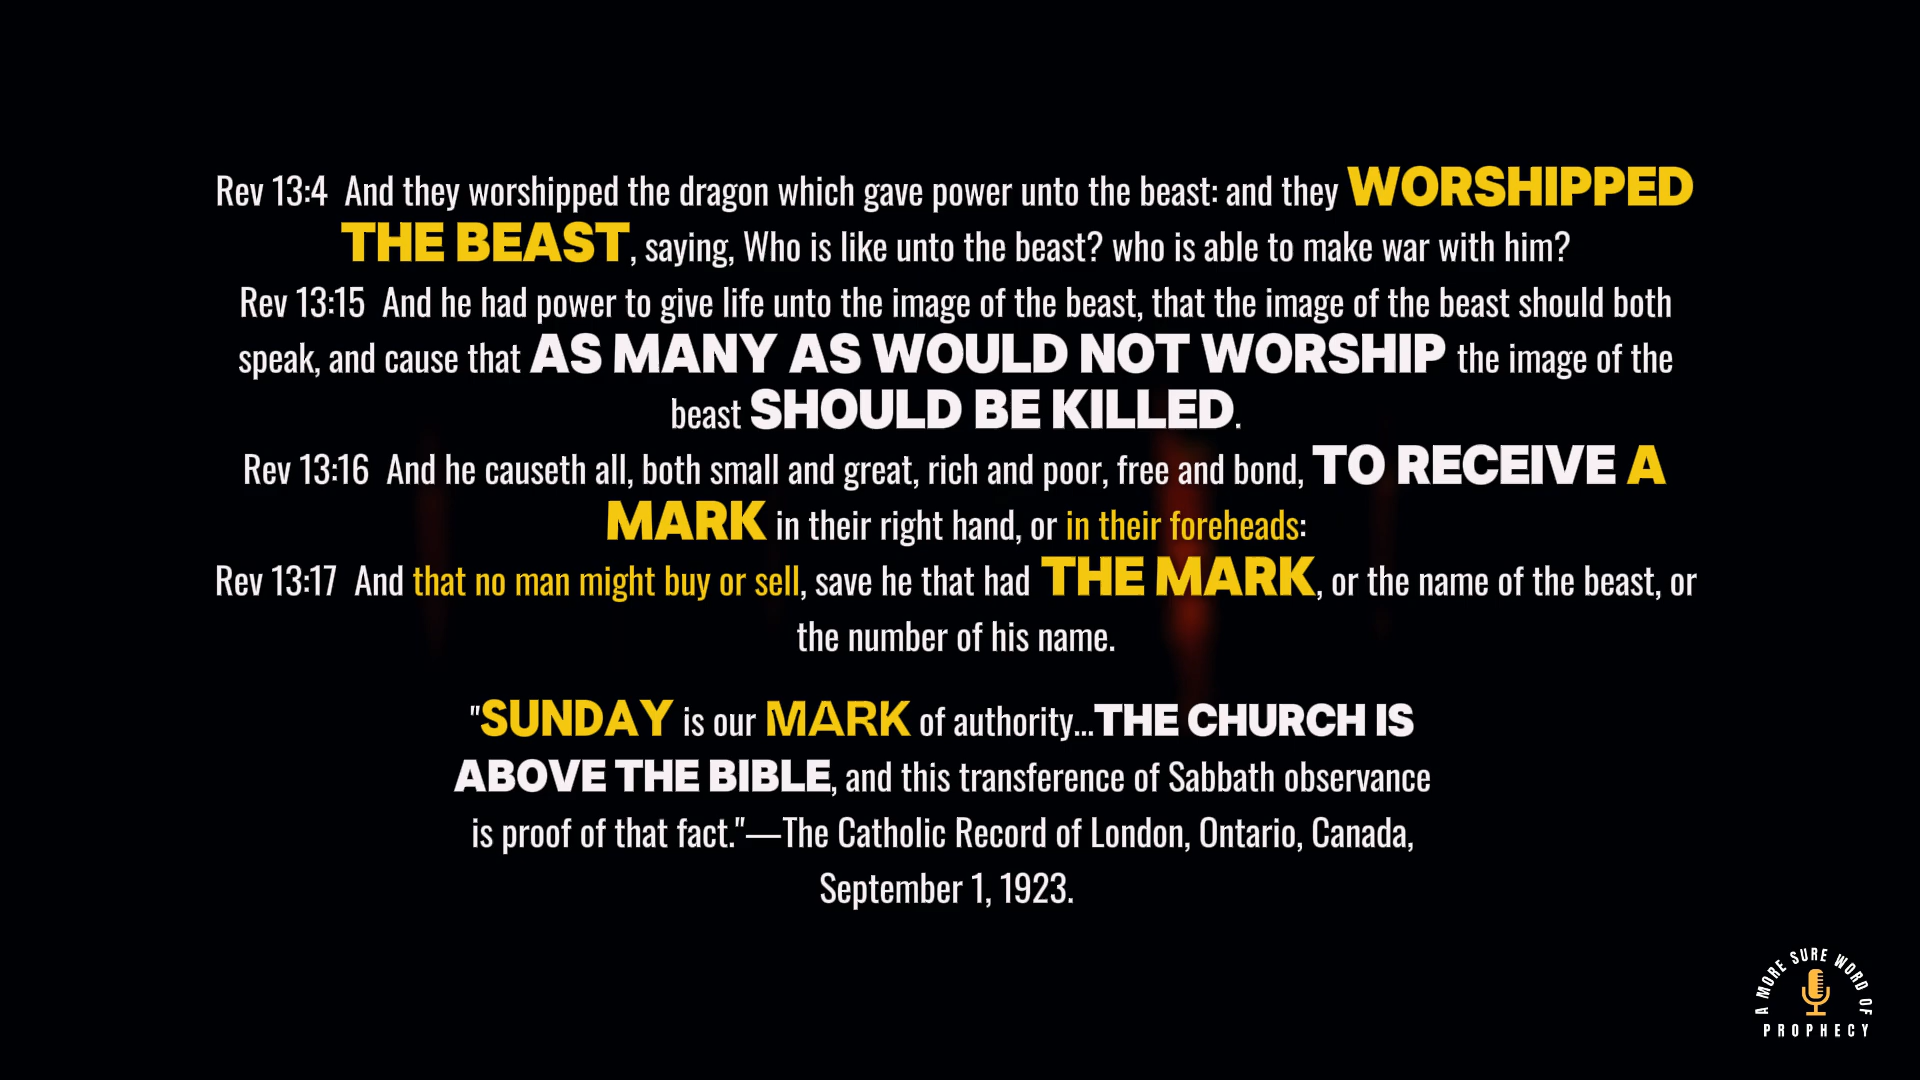 Rev 13:4  And they worshipped the dragon which gave power unto the beast: and they WORSHIPPED
THE BEAST, saying, Who is like unto the beast? who is able to make war with him?
Rev 13:15  And he had power to give life unto the image of the beast, that the image of the beast should both
speak, and cause that AS MANY AS WOULD NOT WORSHIP the image of the
beast SHOULD BE KILLED.
Rev 13:16  And he causeth all, both small and great, rich and poor, free and bond, TO RECEIVE A
MARK in their right hand, or in their foreheads:
Rev 13:17  And that no man might buy or sell, save he that had THE MARK, or the name of the beast, or
the number of his name.
"SUNDAY is our MARK of authority...THE CHURCH IS
ABOVE THE BIBLE, and this transference of Sabbath observance
is proof of that fact."—The Catholic Record of London, Ontario, Canada,
September 1, 1923.
A MORE SURE WORD OF
PROPHECY